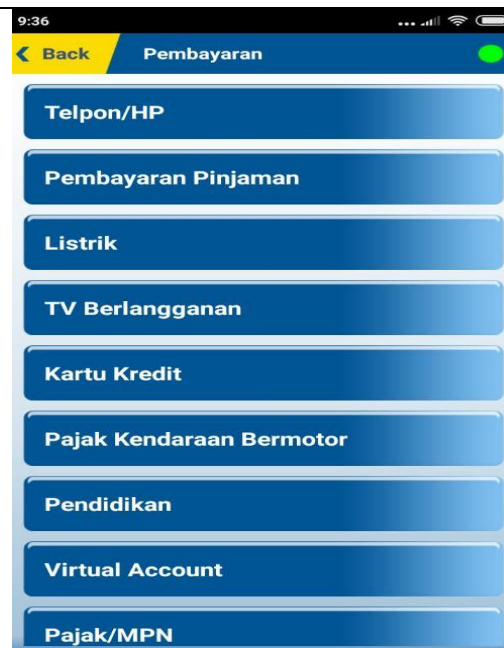 9:36
Back Pembayaran
Telpon/HP
Pembayaran Pinjaman
Listrik
TV Berlangganan
Kartu Kredit
Pajak Kendaraan Bermotor
Pendidikan
Virtual Account
Pajak/MPN